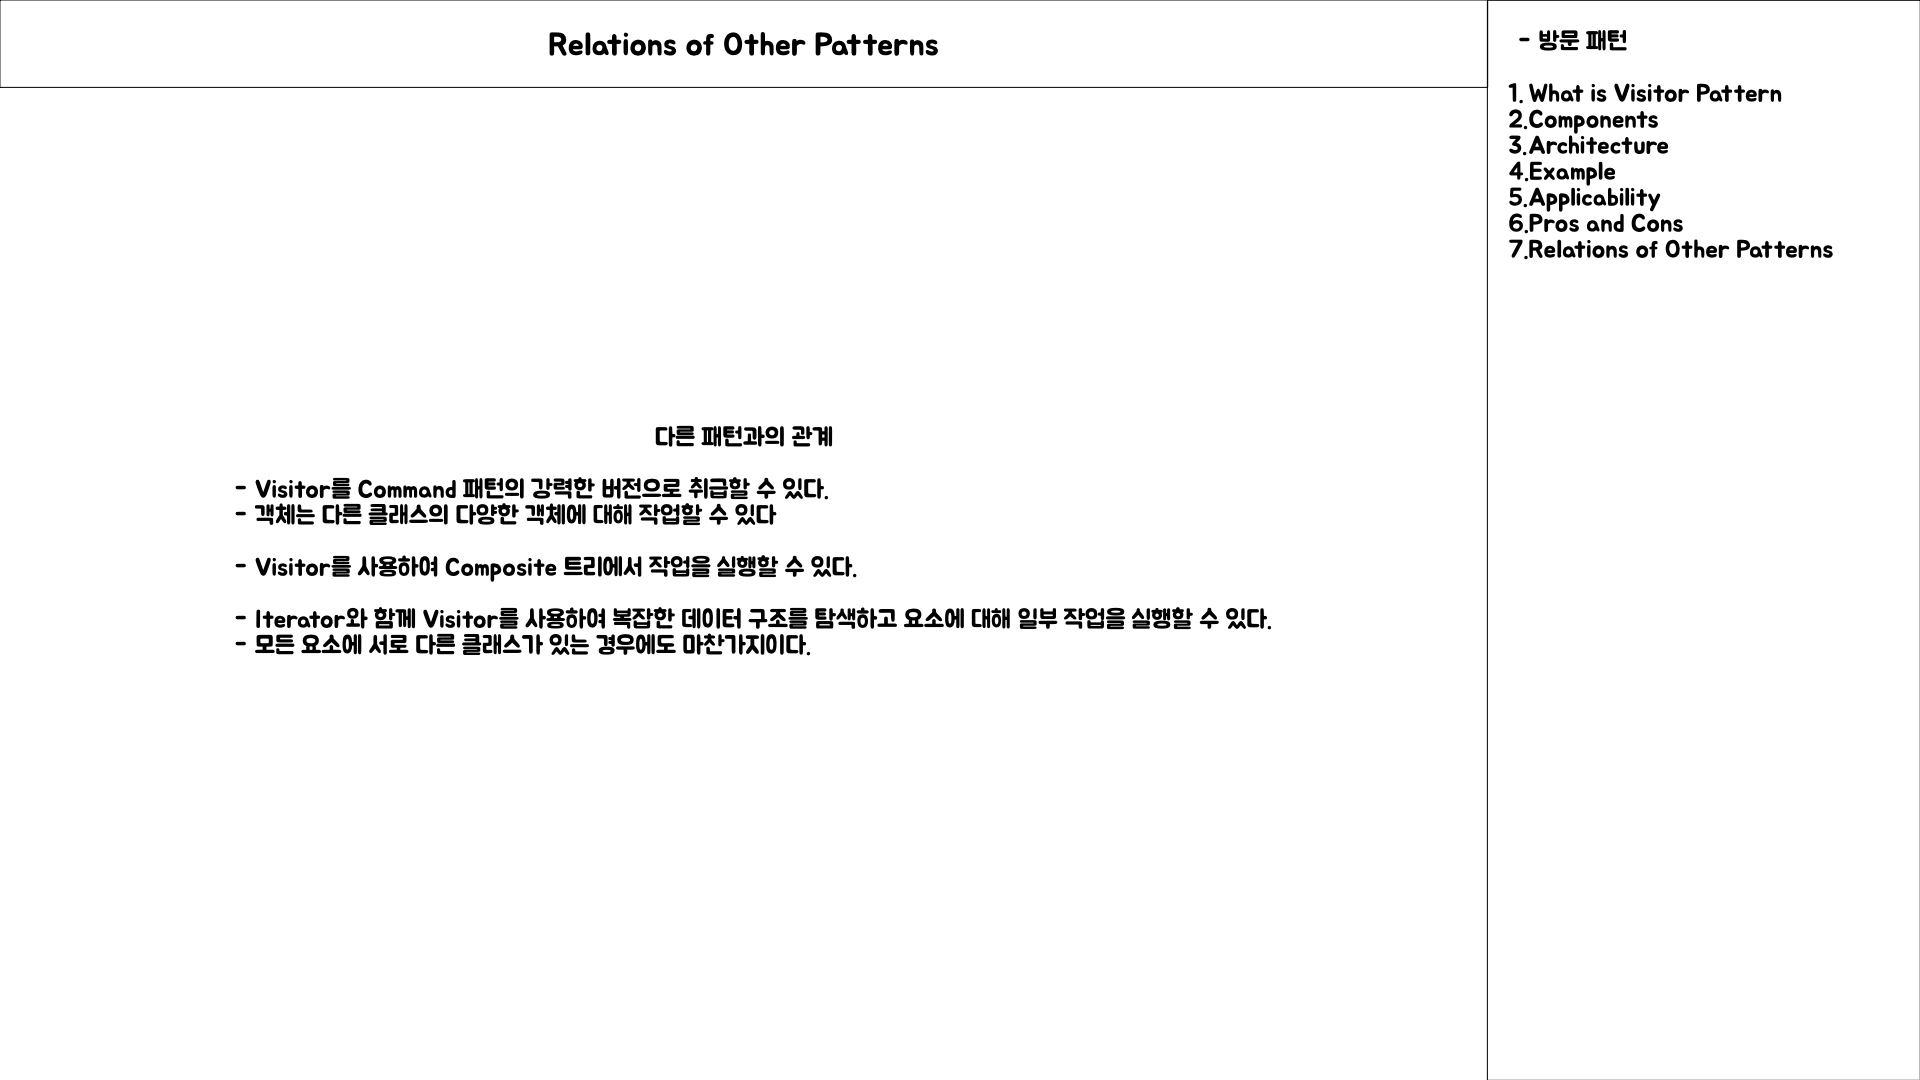 Relations of Other Patterns
다른 패턴과의 관계
- Visitor를 Command 패턴의 강력한 버전으로 취급할 수 있다.
- 객체는 다른 클래스의 다양한 객체에 대해 작업할 수 있다
- Visitor를 사용하여 Composite 트리에서 작업을 실행할 수 있다.
- Iterator와 함께 Visitor를 사용하여 복잡한 데이터 구조를 탐색하고 요소에 대해 일부 작업을 실행할 수 있다.
- 모든 요소에 서로 다른 클래스가 있는 경우에도 마찬가지이다.
- 방문 패턴
1. What is Visitor Pattern
2.Components
3.Architecture
4.Example
5.Applicability
6.Pros and Cons
7.Relations of Other Patterns